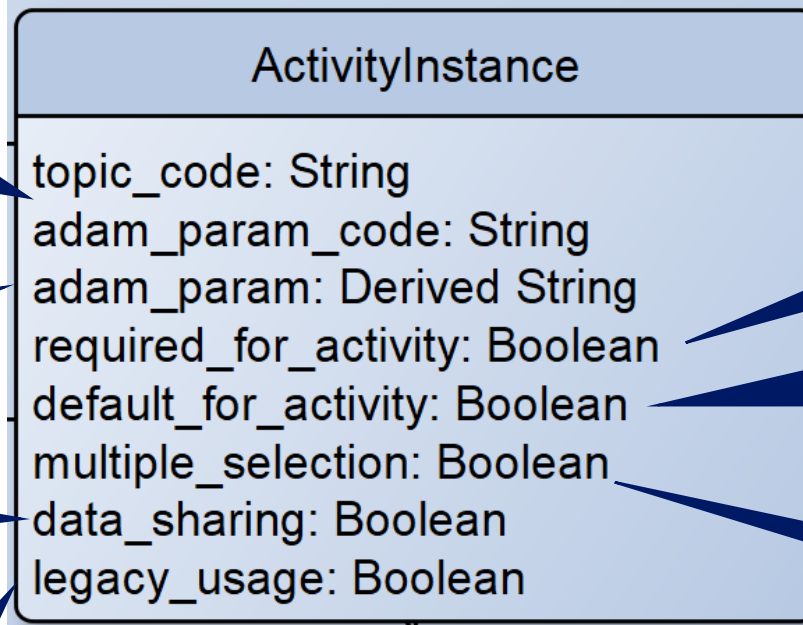 ActivityInstance
topic_code: String
adam_param_code: String
adam_param: Derived String
required_for_activity: Boolean
default_for_activity: Boolean
multiple_selection: Boolean
data_sharing: Boolean
legacy_usage: Boolean